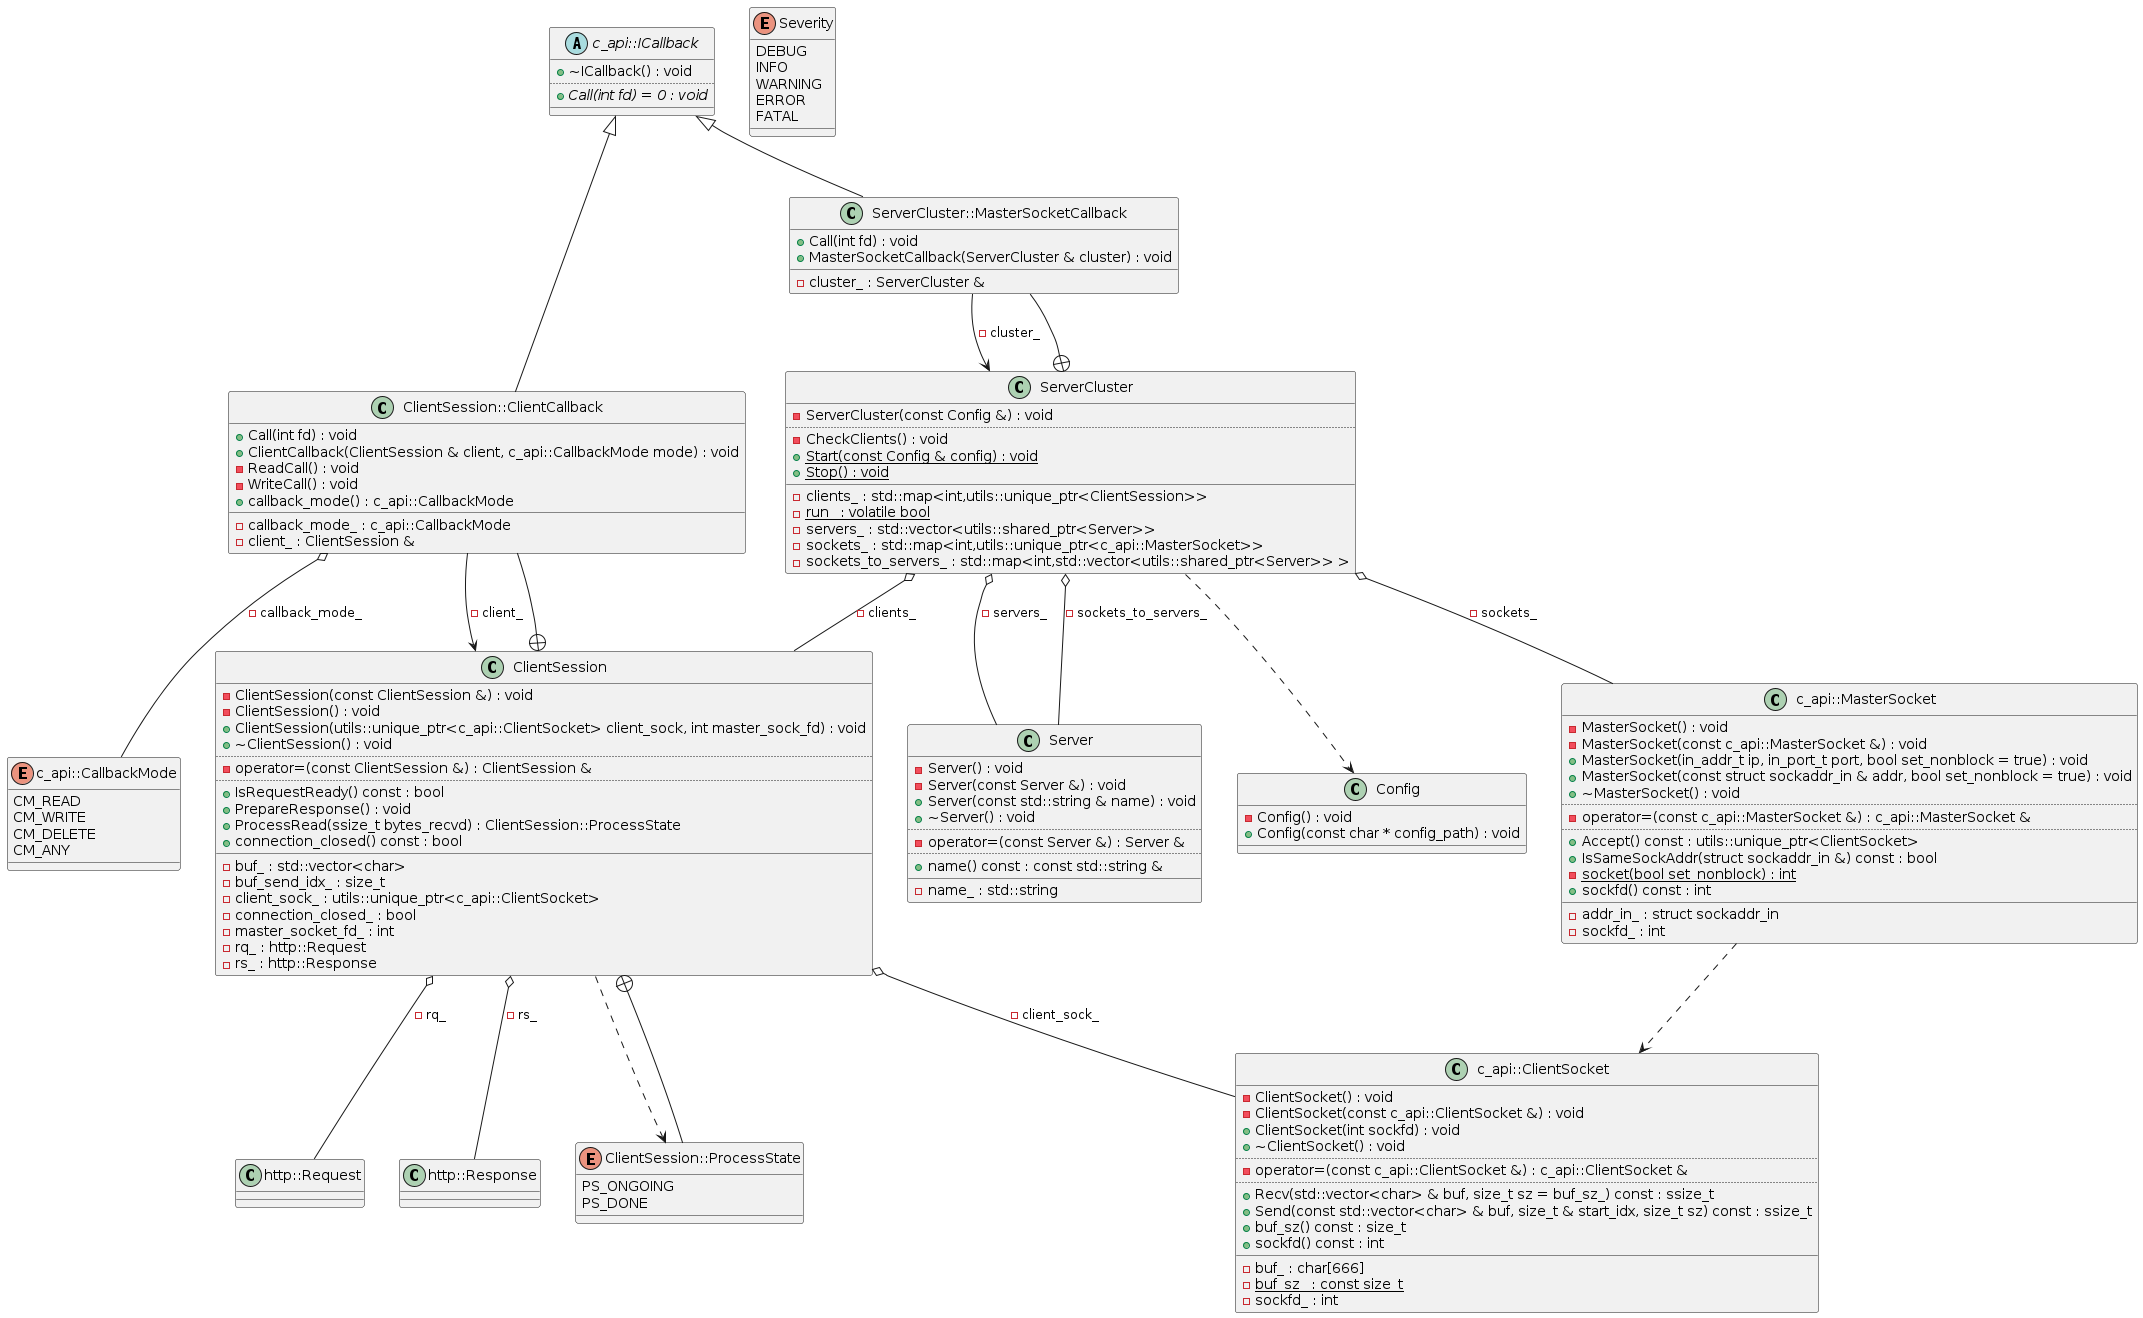 A c_api::ICallback
~ICallback() : void
Call(int fd) = 0 : void
E Severity
DEBUG
INFO
WARNING
ERROR
FATAL
C ServerCluster::MasterSocketCallback
Call(int fd) : void
MasterSocketCallback(ServerCluster & cluster) : void
cluster_ : ServerCluster &
cluster_
C ClientSession::ClientCallback
Call(int fd) : void
ClientCallback(ClientSession & client, c_api::CallbackMode mode) : void
ReadCall() : void
WriteCall() : void
callback_mode() : c_api::CallbackMode
callback_mode_ : c_api::CallbackMode
client_ : ClientSession &
C ServerCluster
ServerCluster(const Config &) : void
CheckClients() : void
Start(const Config & config) : void
Stop() : void
clients_ : std::map<int,utils::unique_ptr<ClientSession>>
run_ : volatile bool
servers_ : std::vector<utils::shared_ptr<Server>>
sockets_ : std::map<int,utils::unique_ptr<c_api::MasterSocket>>
sockets_to_servers_ : std::map<int,std::vector<utils::shared_ptr<Server>> >
callback_mode_
client_
clients_
servers_
sockets_to_servers_
sockets_
E c_api::CallbackMode
CM_READ
CM_WRITE
CM_DELETE
CM_ANY
C ClientSession
ClientSession(const ClientSession &) : void
ClientSession() : void
ClientSession(utils::unique_ptr<c_api::ClientSocket> client_sock, int master_sock_fd) : void
~ClientSession() : void
operator=(const ClientSession &) : ClientSession &
IsRequestReady() const : bool
PrepareResponse() : void
ProcessRead(ssize_t bytes_recvd) : ClientSession::ProcessState
connection_closed() const : bool
buf_ : std::vector<char>
buf_send_idx_ : size_t
client_sock_ : utils::unique_ptr<c_api::ClientSocket>
connection_closed_ : bool
master_socket_fd_ : int
rq_ : http::Request
rs_ : http::Response
C Server
Server() : void
Server(const Server &) : void
Server(const std::string & name) : void
~Server() : void
operator=(const Server &) : Server &
name() const : const std::string &
name_ : std::string
C Config
Config() : void
Config(const char * config_path) : void
C c_api::MasterSocket
MasterSocket() : void
MasterSocket(const c_api::MasterSocket &) : void
MasterSocket(in_addr_t ip, in_port_t port, bool set_nonblock = true) : void
MasterSocket(const struct sockaddr_in & addr, bool set_nonblock = true) : void
~MasterSocket() : void
operator=(const c_api::MasterSocket &) : c_api::MasterSocket &
Accept() const : utils::unique_ptr<ClientSocket>
IsSameSockAddr(struct sockaddr_in &) const : bool
socket(bool set_nonblock) : int
sockfd() const : int
addr_in_ : struct sockaddr_in
sockfd_ : int
rq_
rs_
client_sock_
C http::Request
C http::Response
E ClientSession::ProcessState
PS_ONGOING
PS_DONE
C c_api::ClientSocket
ClientSocket() : void
ClientSocket(const c_api::ClientSocket &) : void
ClientSocket(int sockfd) : void
~ClientSocket() : void
operator=(const c_api::ClientSocket &) : c_api::ClientSocket &
Recv(std::vector<char> & buf, size_t sz = buf_sz_) const : ssize_t
Send(const std::vector<char> & buf, size_t & start_idx, size_t sz) const : ssize_t
buf_sz() const : size_t
sockfd() const : int
buf_ : char[666]
buf_sz_ : const size_t
sockfd_ : int